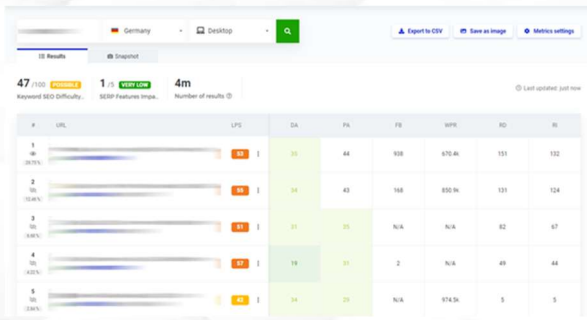 Germany Desktop Export to CSV Save as image Metrics settings
Results Snapshot
47 /100 POSSIBLE 1 /5 VERY LOW 4m
Keyword SEO Difficulty.. SERP Features Impa.. Number of results Last updated: just now
# URL LPS DA PA FB WPR RD RI
1 53 35 44 938 670.4k 151 132
2 55 34 43 168 850.9k 131 124
3 51 31 35 N/A N/A 82 67
4 57 19 31 2 N/A 49 44
5 42 34 29 N/A 974.5k 5 5